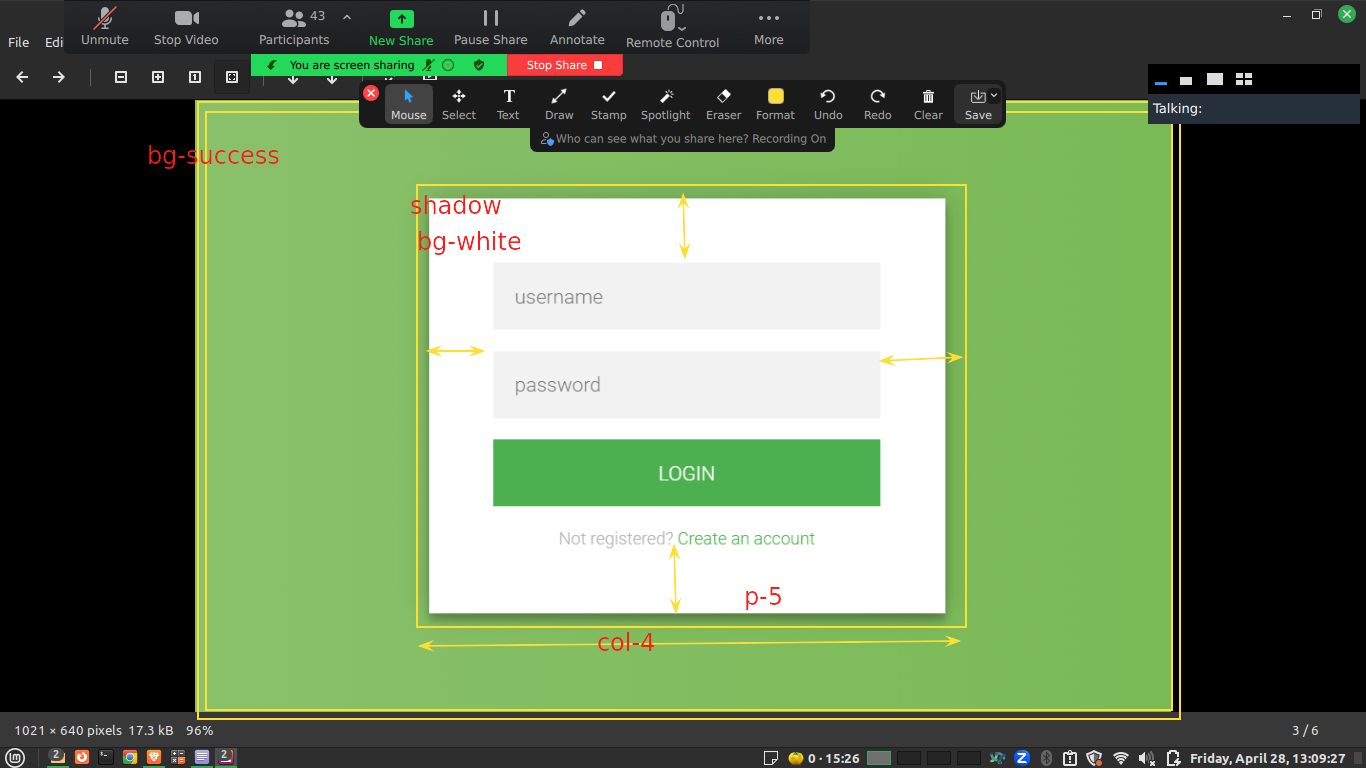 43
Unmute
Stop Video
Participants
New Share
Pause Share
Annotate
Remote Control
More
File
You are screen sharing
Stop Share
Talking:
Mouse
Select
Text
Draw
Stamp
Spotlight
Eraser
Format
Undo
Redo
Clear
Save
Who can see what you share here? Recording On
bg-success
shadow
bg-white
username
password
LOGIN
Not registered? Create an account
p-5
col-4
1021 × 640 pixels 17.3 kB 96%
3 / 6
2
2
0 · 15:26
Z
Friday, April 28, 13:09:27